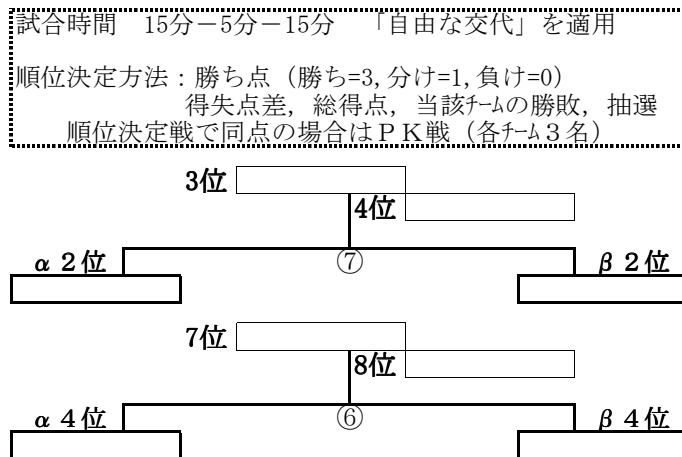 試合時間　15分－5分－15分　「自由な交代」を適用
順位決定方法：勝ち点（勝ち=3,分け=1,負け=0）
得失点差，総得点，当該ﾁｰﾑの勝敗，抽選
順位決定戦で同点の場合はＰＫ戦（各ﾁｰﾑ３名）
3位
4位
α２位
⑦
β２位
7位
8位
α４位
⑥
β４位